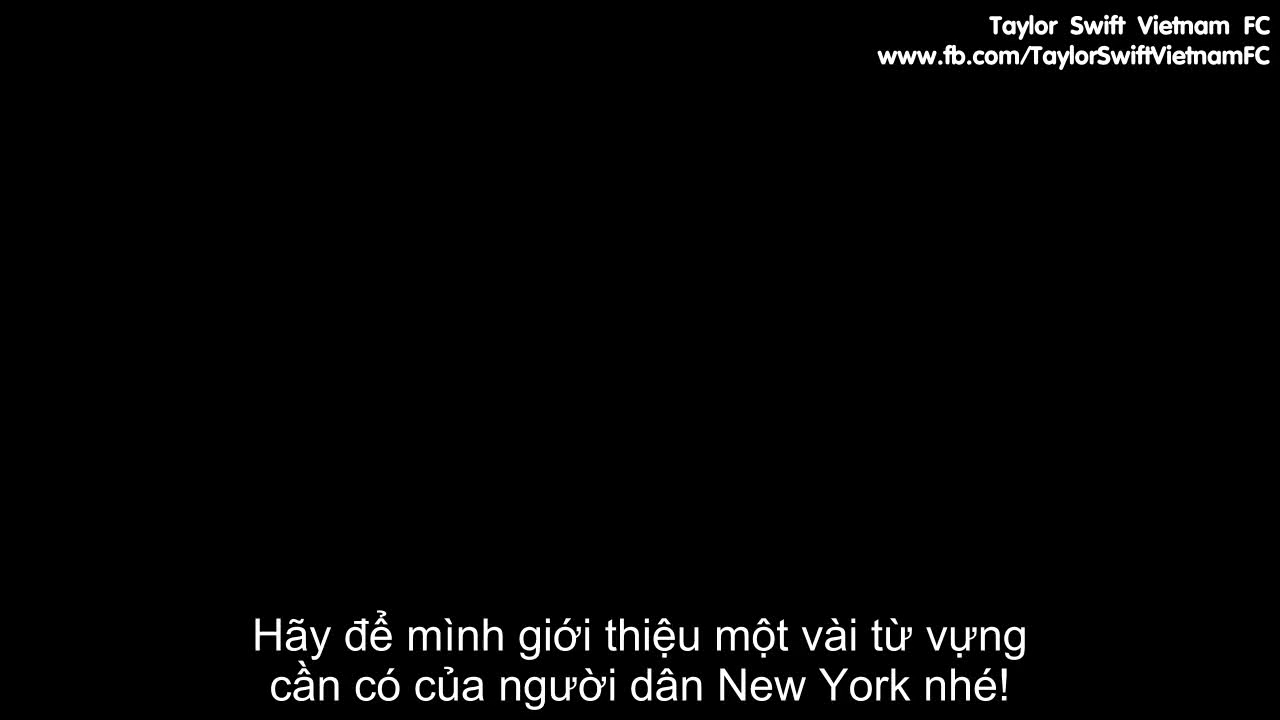 Taylor Swift Vietnam FC
www.fb.com/TaylorSwiftVietnamFC
Hãy để mình giới thiệu một vài từ vựng
cần có của người dân New York nhé!